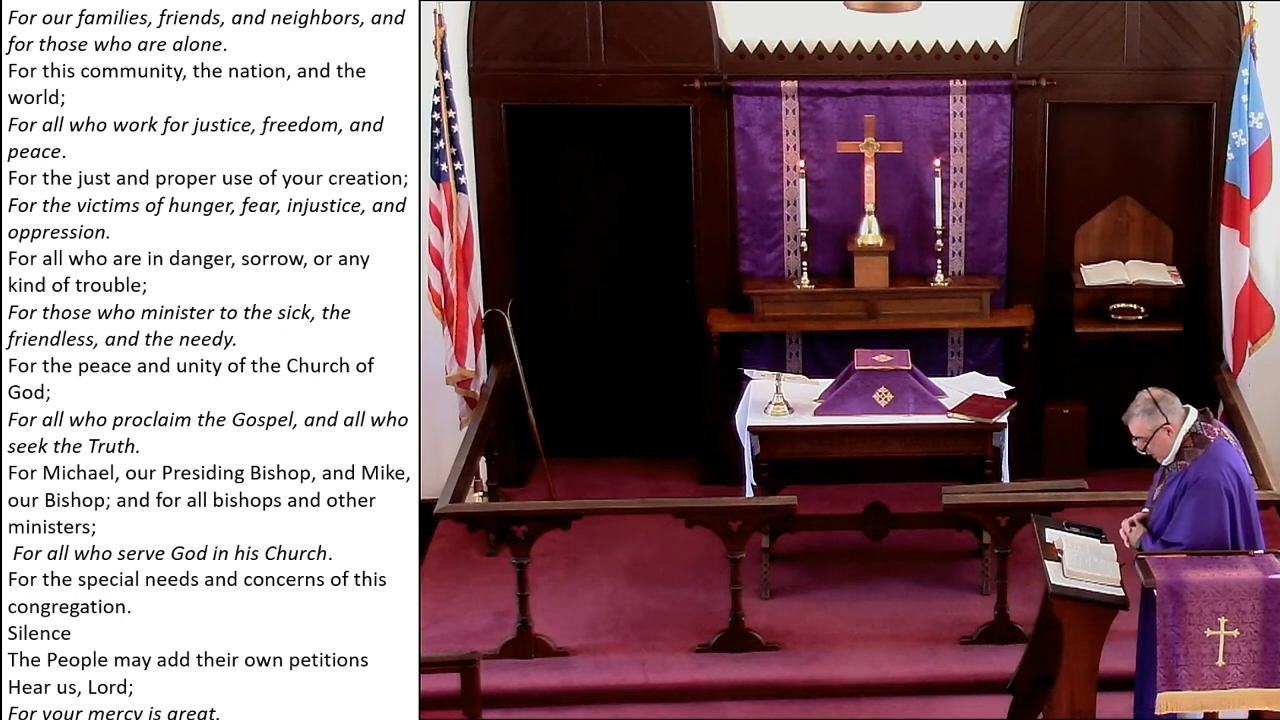 For our families, friends, and neighbors, and
for those who are alone.
For this community, the nation, and the
world;
For all who work for justice, freedom, and
peace.
For the just and proper use of your creation;
For the victims of hunger, fear, injustice, and
oppression.
For all who are in danger, sorrow, or any
kind of trouble;
For those who minister to the sick, the
friendless, and the needy.
For the peace and unity of the Church of
God;
For all who proclaim the Gospel, and all who
seek the Truth.
For Michael, our Presiding Bishop, and Mike,
our Bishop; and for all bishops and other
ministers;
For all who serve God in his Church.
For the special needs and concerns of this
congregation.
Silence
The People may add their own petitions
Hear us, Lord;
For your mercy is great.